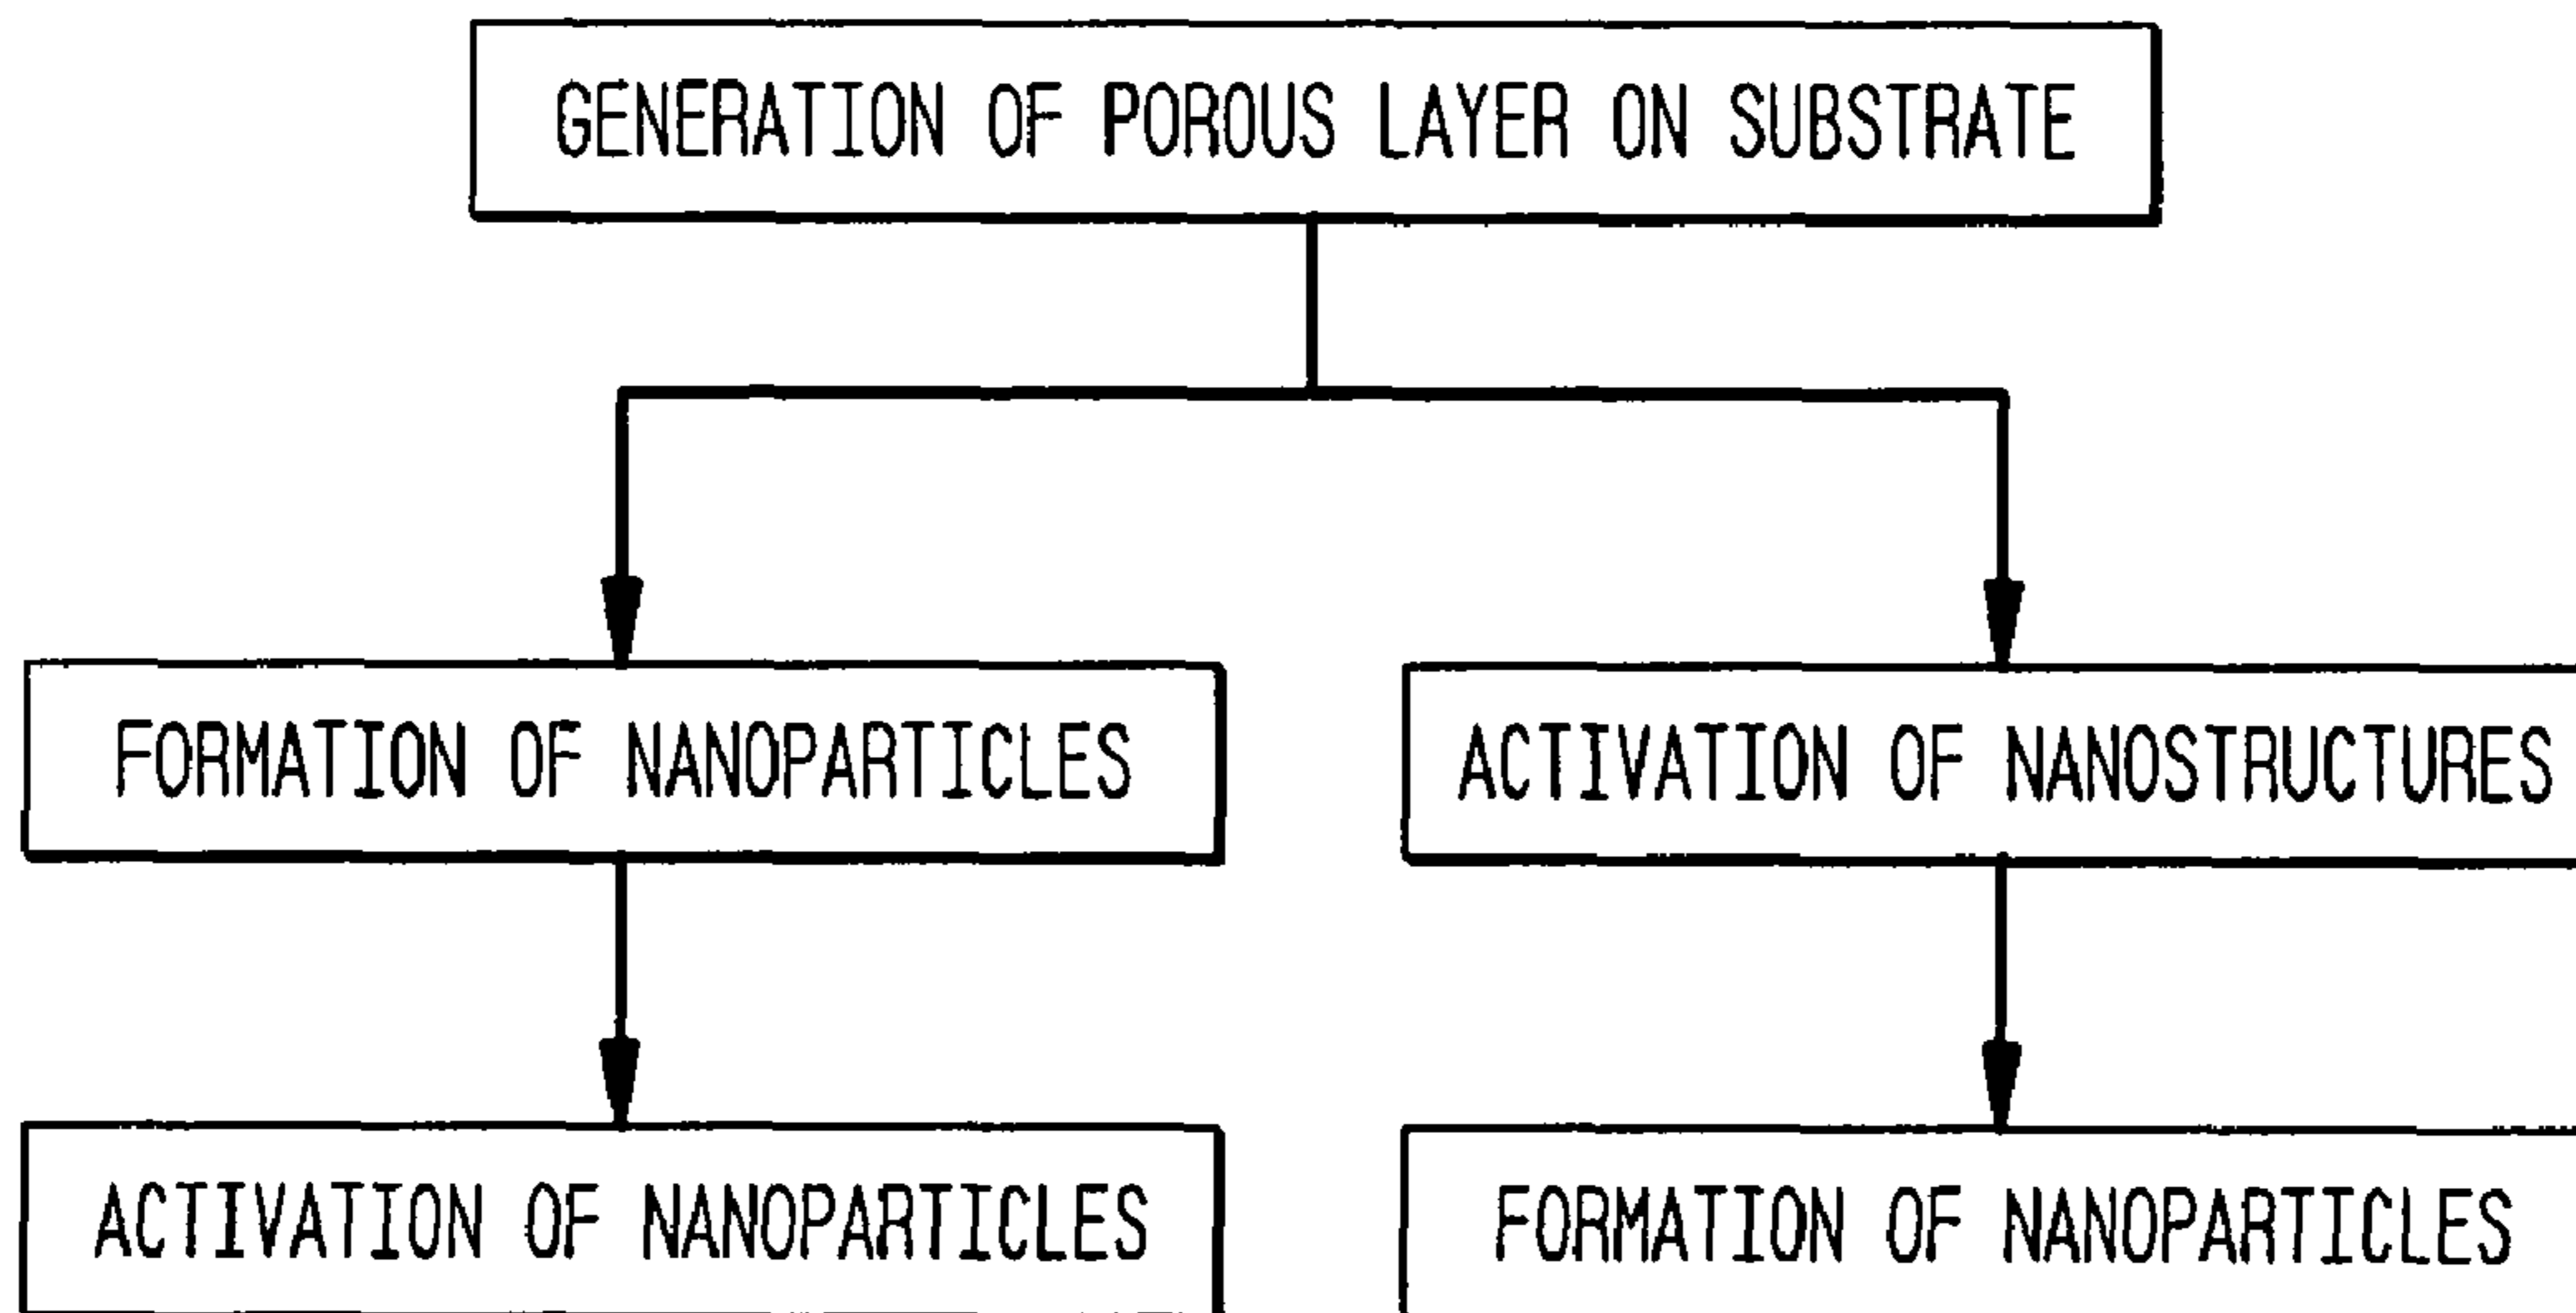 GENERATION OF POROUS LAYER ON SUBSTRATE
FORMATION OF NANOPARTICLES
ACTIVATION OF NANOSTRUCTURES
ACTIVATION OF NANOPARTICLES
FORMATION OF NANOPARTICLES